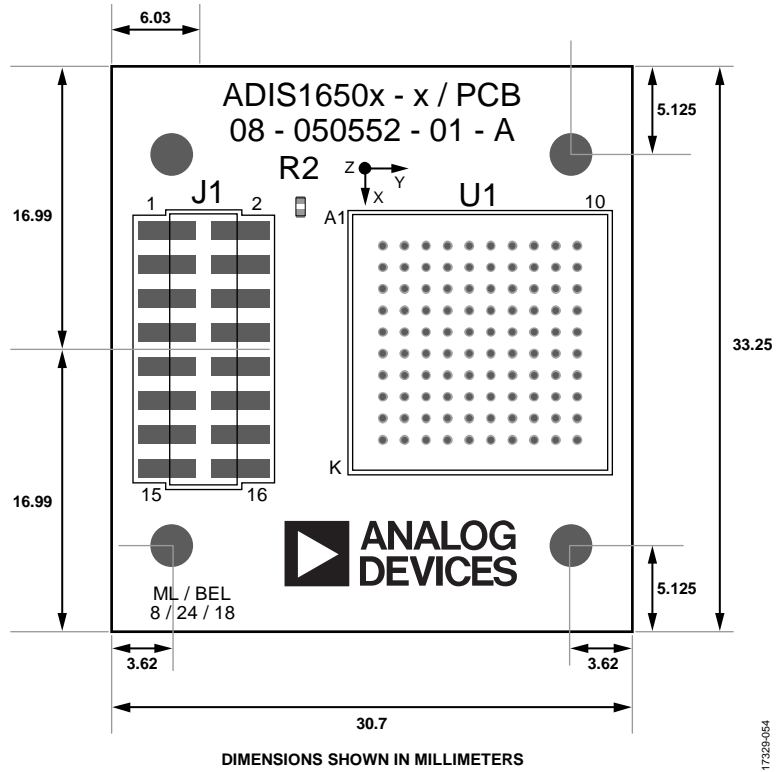 6.03
ADIS1650x - x / PCB
08 - 050552 - 01 - A
5.125
R2
Z
Y
X
J1
U1
1
2
A1
10
16.99
33.25
K
15
16
16.99
ANALOG
DEVICES
ML / BEL
8 / 24 / 18
5.125
3.62
3.62
30.7
DIMENSIONS SHOWN IN MILLIMETERS
17329-054